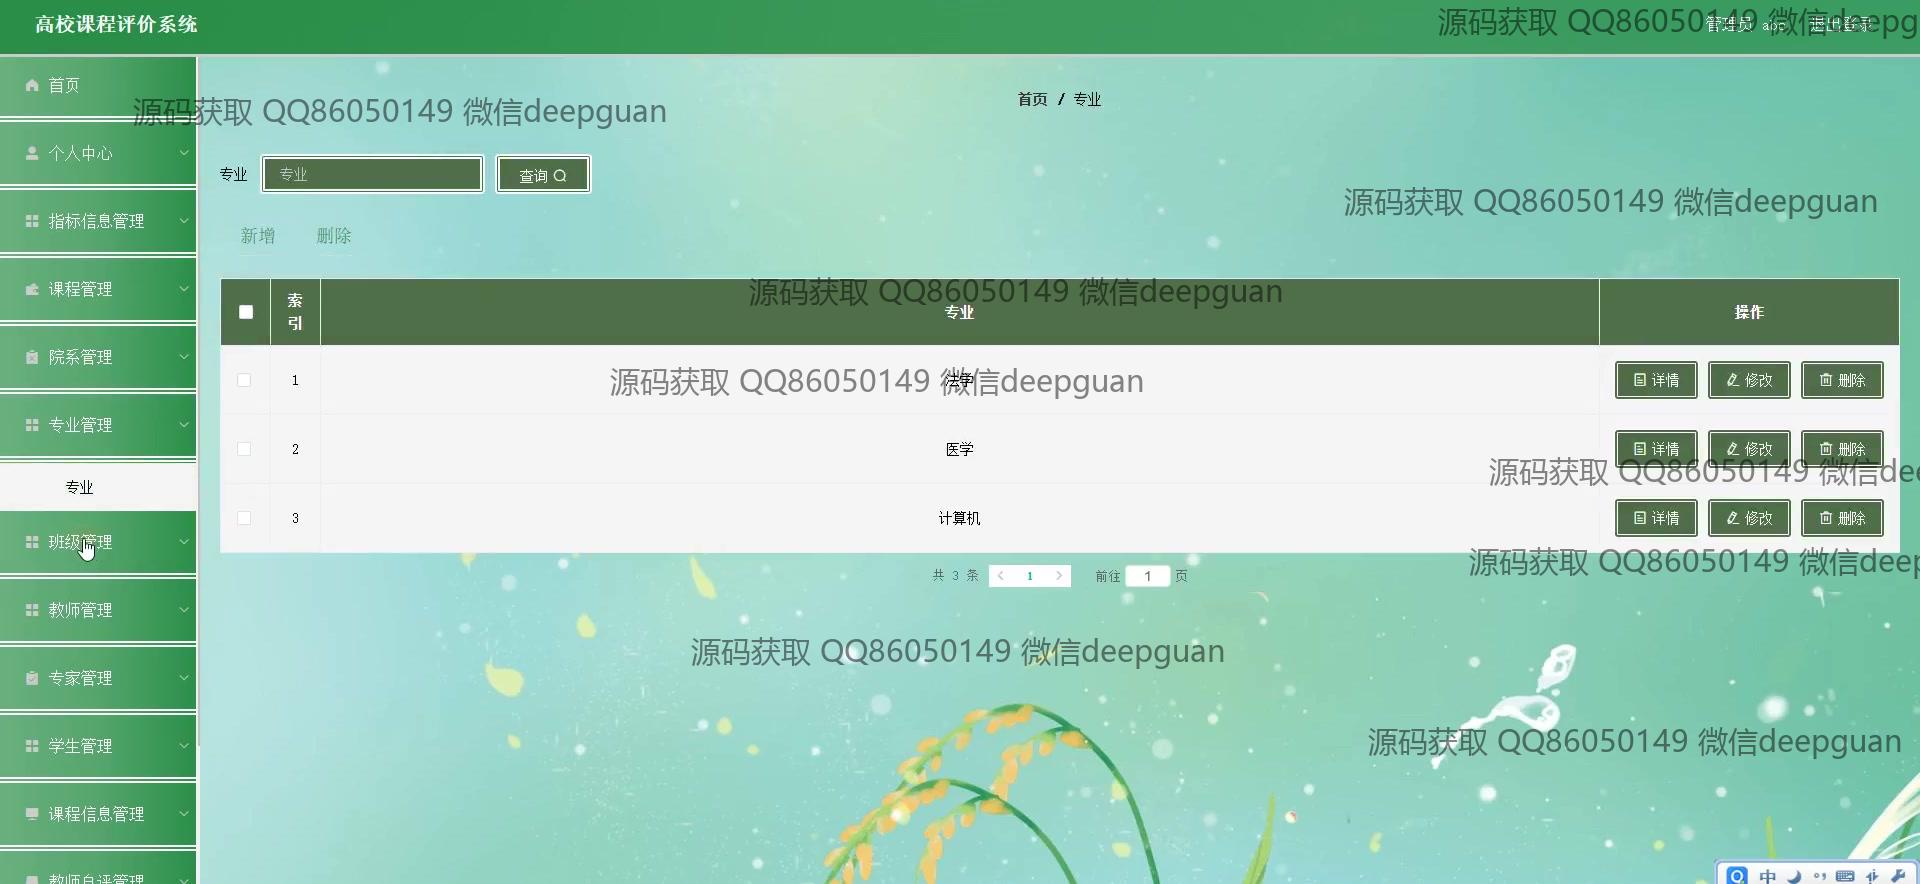 高校课程评价系统
管理员 abc 退出登录
源码获取 QQ86050149 微信deepg
首页
首页 / 专业
源码获取 QQ86050149 微信deepguan
个人中心
专业 专业 查询
源码获取 QQ86050149 微信deepguan
指标信息管理
新增 删除
课程管理
源码获取 QQ86050149 微信deepguan
索引 专业 操作
院系管理
1 法学 详情 修改 删除
源码获取 QQ86050149 微信deepguan
专业管理
2 医学 详情 修改 删除
源码获取 QQ86050149 微信dee
专业
3 计算机 详情 修改 删除
班级管理
源码获取 QQ86050149 微信deep
共 3 条 1 前往 1 页
教师管理
源码获取 QQ86050149 微信deepguan
专家管理
学生管理
源码获取 QQ86050149 微信deepguan
课程信息管理
教师自评管理
中